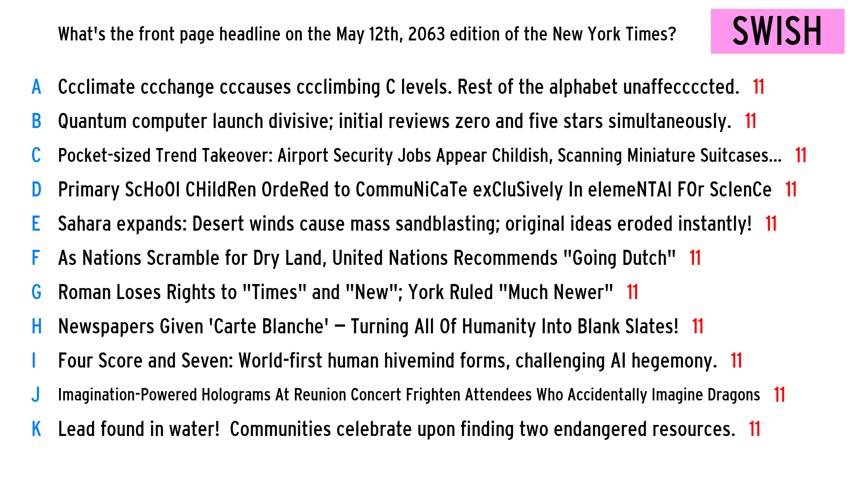 What's the front page headline on the May 12th, 2063 edition of the New York Times?
SWISH
A Ccclimate ccchange cccauses ccclimbing C levels. Rest of the alphabet unaffecccccted. 11
B Quantum computer launch divisive; initial reviews zero and five stars simultaneously. 11
C Pocket-sized Trend Takeover: Airport Security Jobs Appear Childish, Scanning Miniature Suitcases... 11
D Primary ScHoOl CHildRen OrdeRed to CommuNiCaTe exCluSively In elemeNTAl FOr ScIenCe 11
E Sahara expands: Desert winds cause mass sandblasting; original ideas eroded instantly! 11
F As Nations Scramble for Dry Land, United Nations Recommends "Going Dutch" 11
G Roman Loses Rights to "Times" and "New"; York Ruled "Much Newer" 11
H Newspapers Given 'Carte Blanche' – Turning All Of Humanity Into Blank Slates! 11
I Four Score and Seven: World-first human hivemind forms, challenging AI hegemony. 11
J Imagination-Powered Holograms At Reunion Concert Frighten Attendees Who Accidentally Imagine Dragons 11
K Lead found in water!  Communities celebrate upon finding two endangered resources. 11